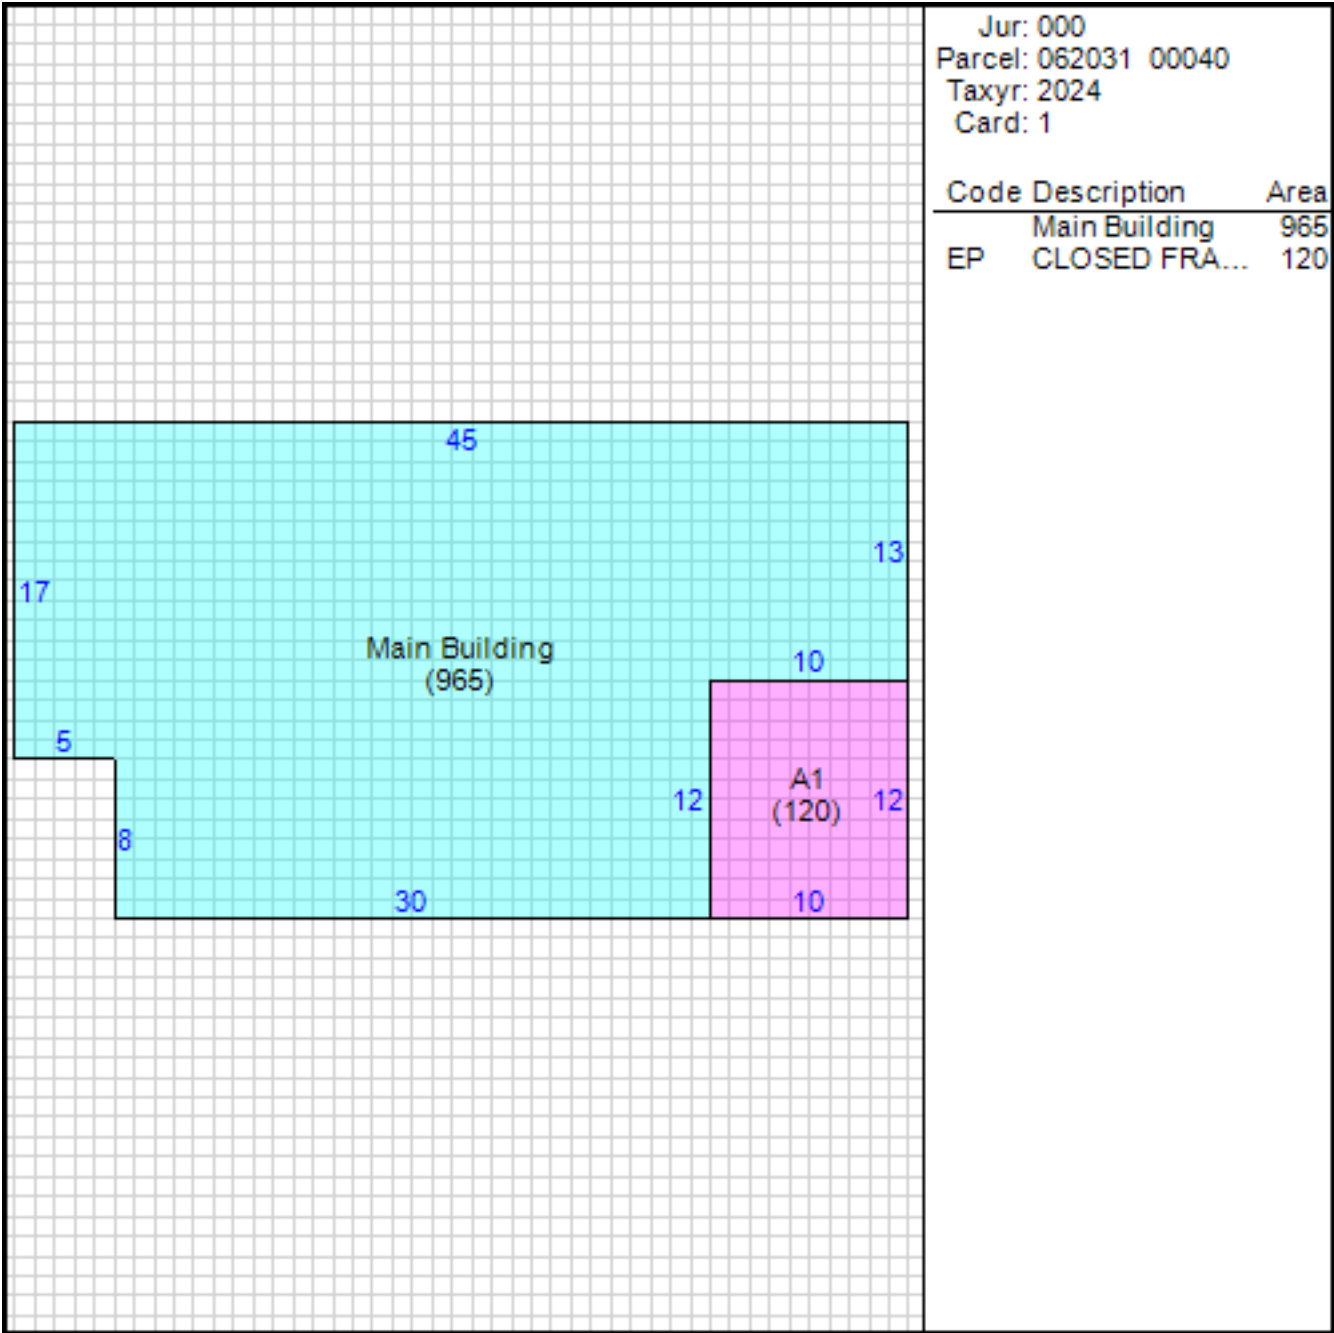 Jur: 000
Parcel: 062031 00040
Taxyr: 2024
Card: 1
Code Description Area
Main Building 965
EP CLOSED FRA... 120
45
13
17
Main Building
(965)
10
5
A1
(120)
12
12
8
30
10